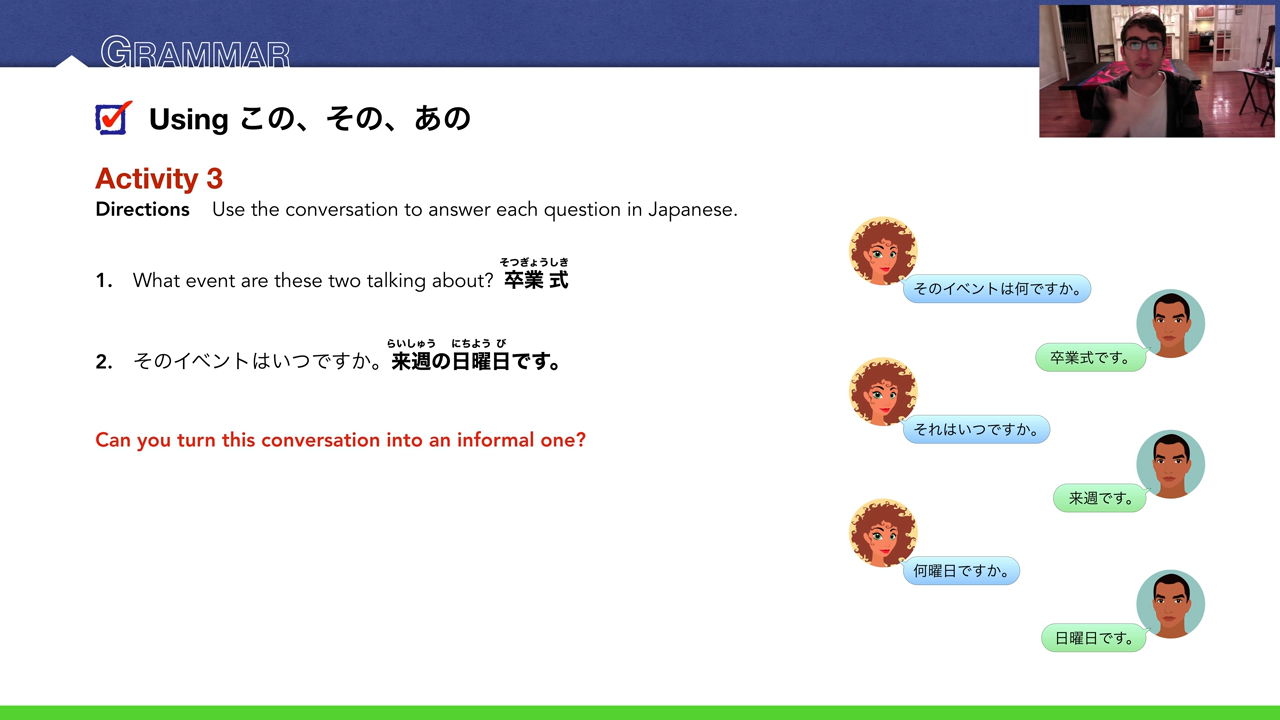 GRAMMAR
Using この、その、あの
Activity 3
Directions Use the conversation to answer each question in Japanese.
そつぎょうしき
1. What event are these two talking about? 卒業式
らいしゅう にちようび
2. そのイベントはいつですか。来週の日曜日です。
Can you turn this conversation into an informal one?
そのイベントは何ですか。
卒業式です。
それはいつですか。
来週です。
何曜日ですか。
日曜日です。